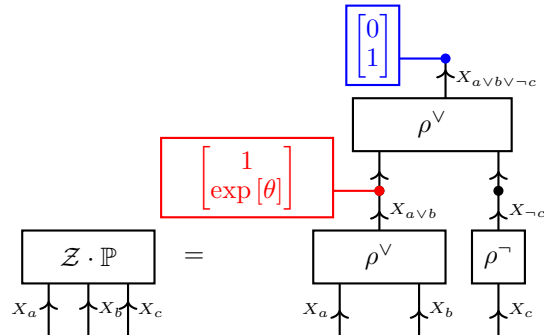 0
1
X_{a∨b∨¬c}
ρ^∨
1
exp [θ]
X_{a∨b}
X_{¬c}
𝒵 · ℙ
=
ρ^∨
ρ^¬
X_a
X_b
X_c
X_a
X_b
X_c